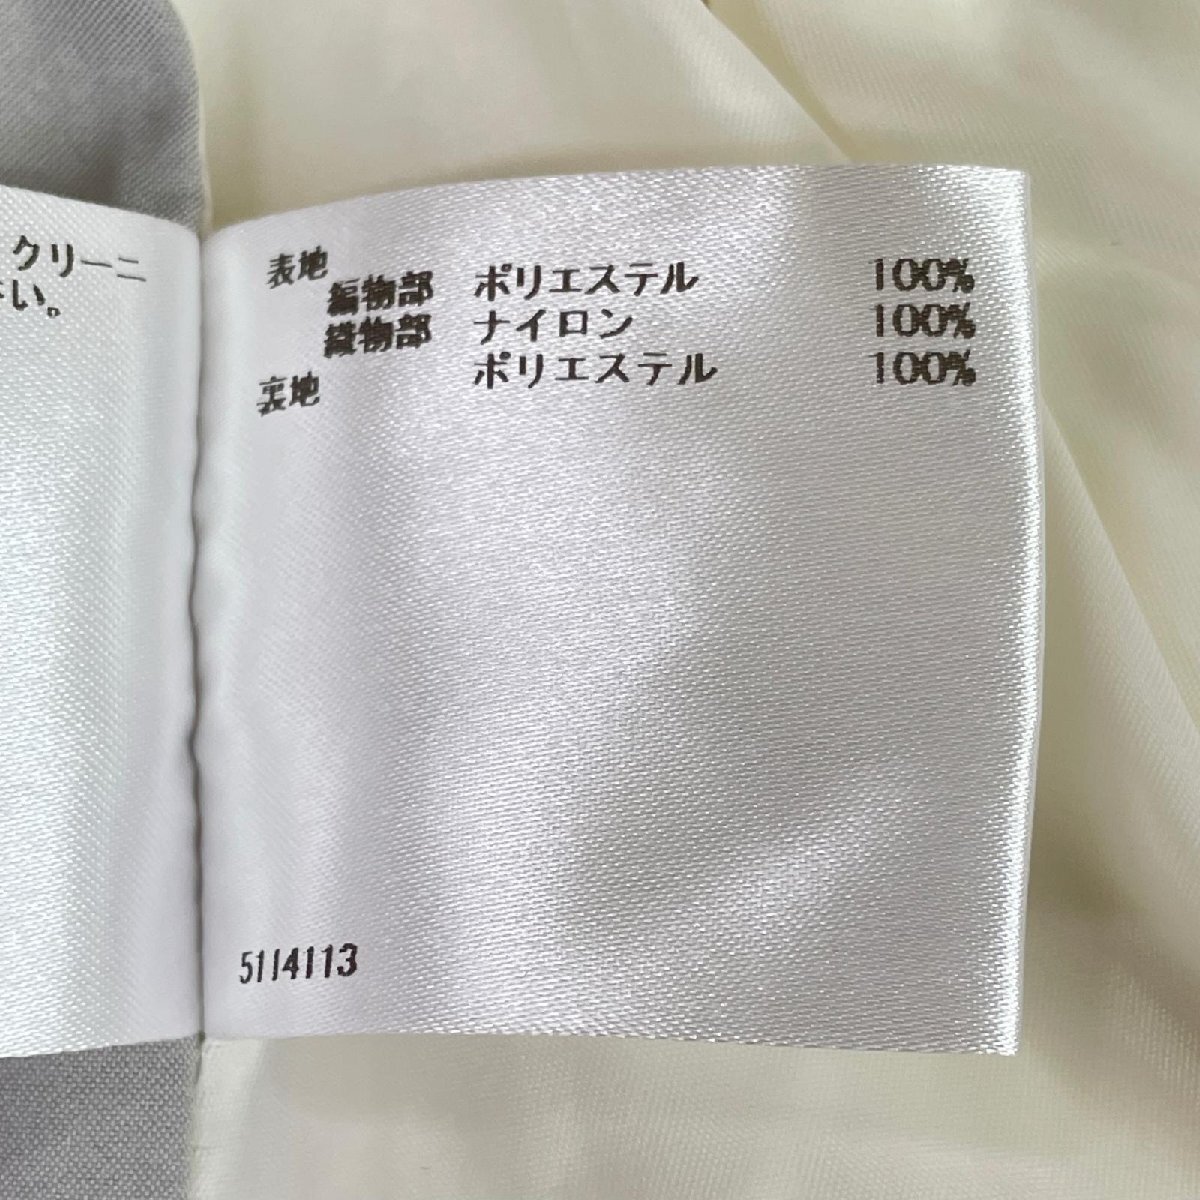 クリーニ
さい。
表地
編物部 ポリエステル 100%
織物部 ナイロン 100%
裏地 ポリエステル 100%
5114113